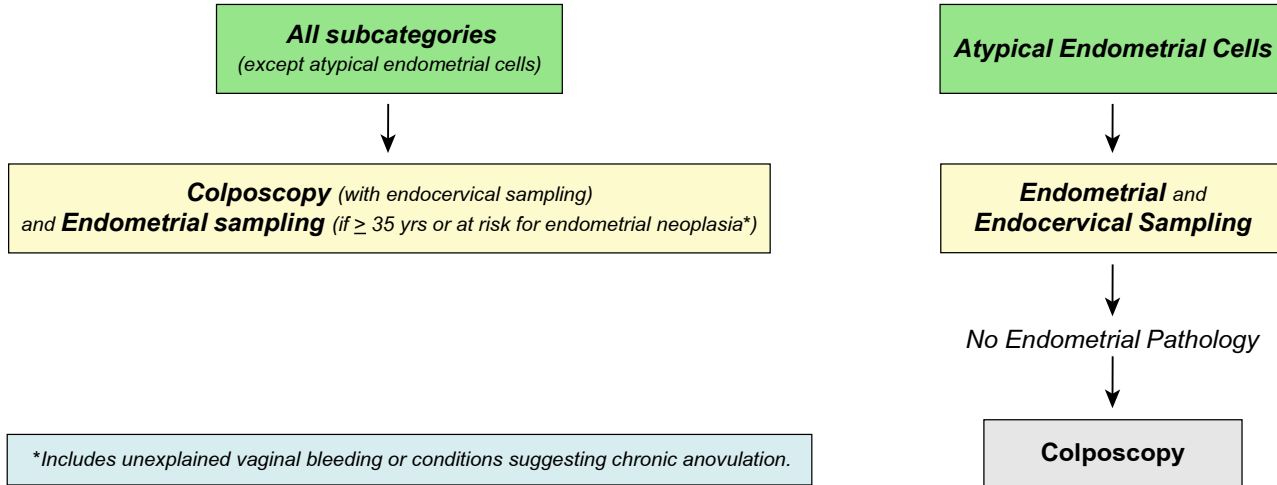 All subcategories
(except atypical endometrial cells)
Colposcopy (with endocervical sampling)
and Endometrial sampling (if ≥ 35 yrs or at risk for endometrial neoplasia*)
*Includes unexplained vaginal bleeding or conditions suggesting chronic anovulation.
Atypical Endometrial Cells
Endometrial and
Endocervical Sampling
No Endometrial Pathology
Colposcopy